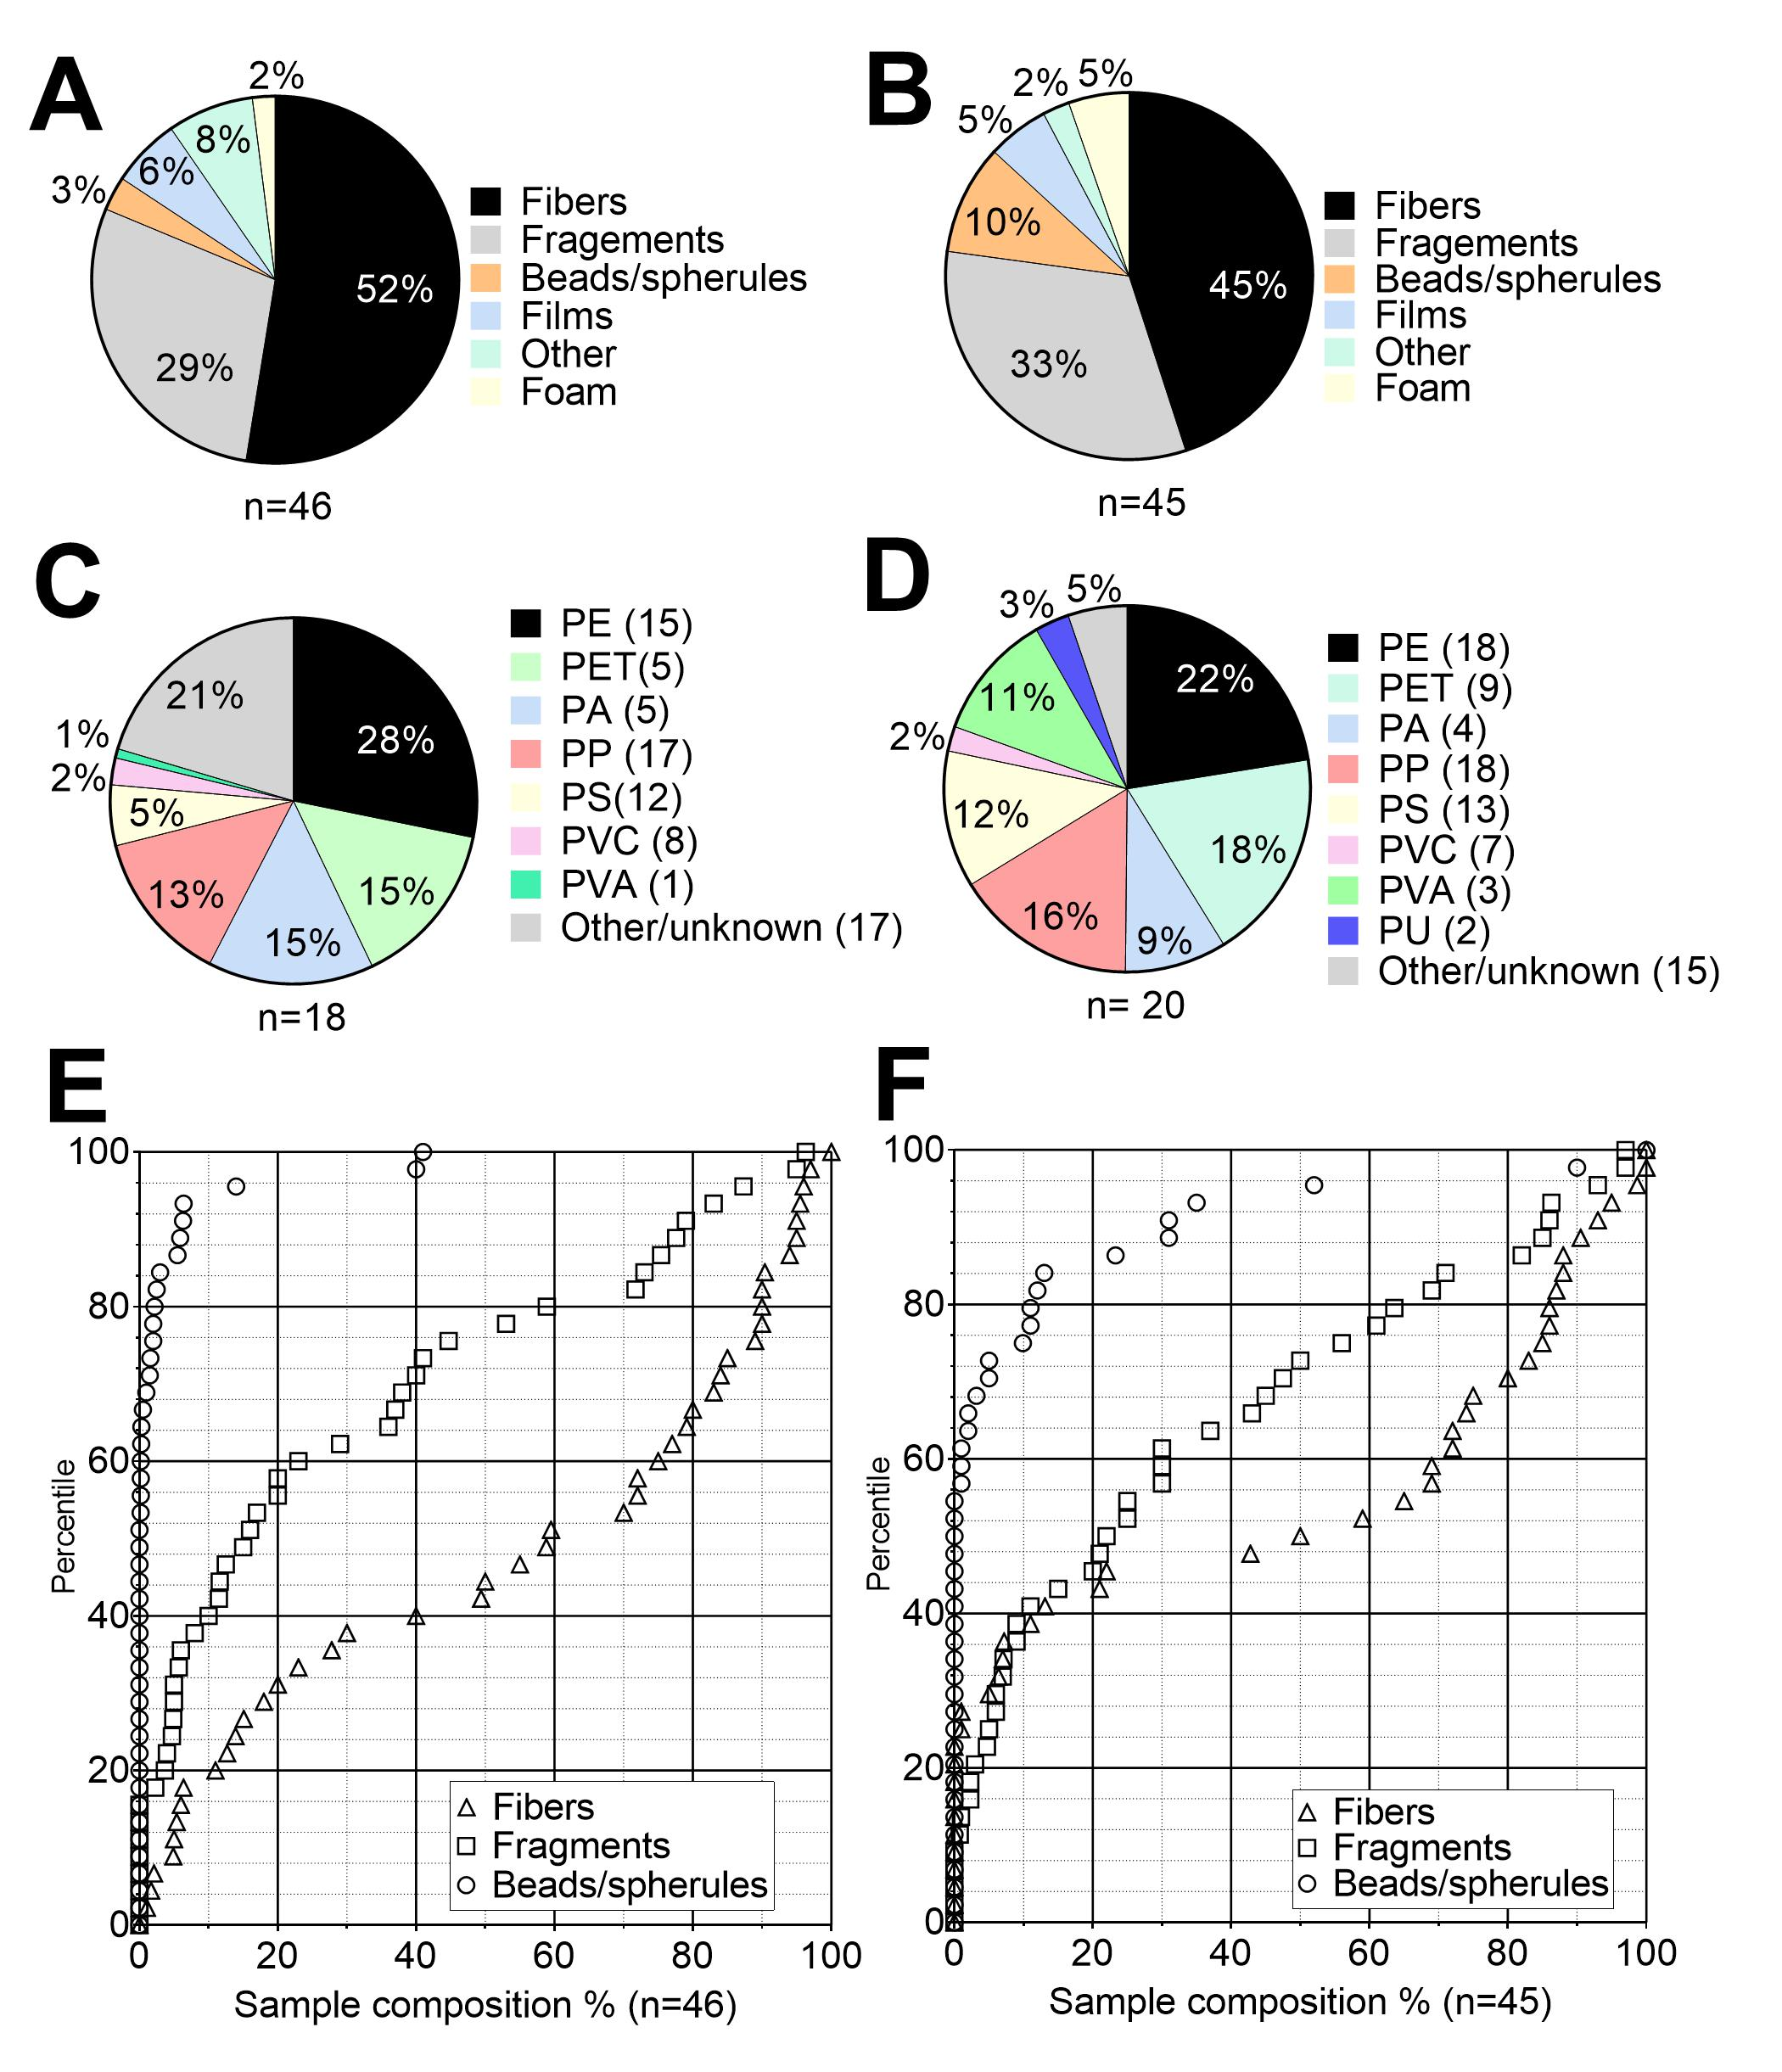 A
2%
8%
6%
3%
52%
29%
Fibers
Fragements
Beads/spherules
Films
Other
Foam
n=46
B
5%
2%
5%
10%
45%
33%
Fibers
Fragements
Beads/spherules
Films
Other
Foam
n=45
C
21%
28%
1%
2%
5%
13%
15%
15%
PE (15)
PET(5)
PA (5)
PP (17)
PS(12)
PVC (8)
PVA (1)
Other/unknown (17)
n=18
D
5%
3%
22%
11%
2%
12%
18%
16%
9%
PE (18)
PET (9)
PA (4)
PP (18)
PS (13)
PVC (7)
PVA (3)
PU (2)
Other/unknown (15)
n= 20
E
100
80
60
40
20
0
Percentile
Fibers
Fragments
Beads/spherules
0 20 40 60 80 100
Sample composition % (n=46)
F
100
80
60
40
20
0
Percentile
Fibers
Fragments
Beads/spherules
0 20 40 60 80 100
Sample composition % (n=45)